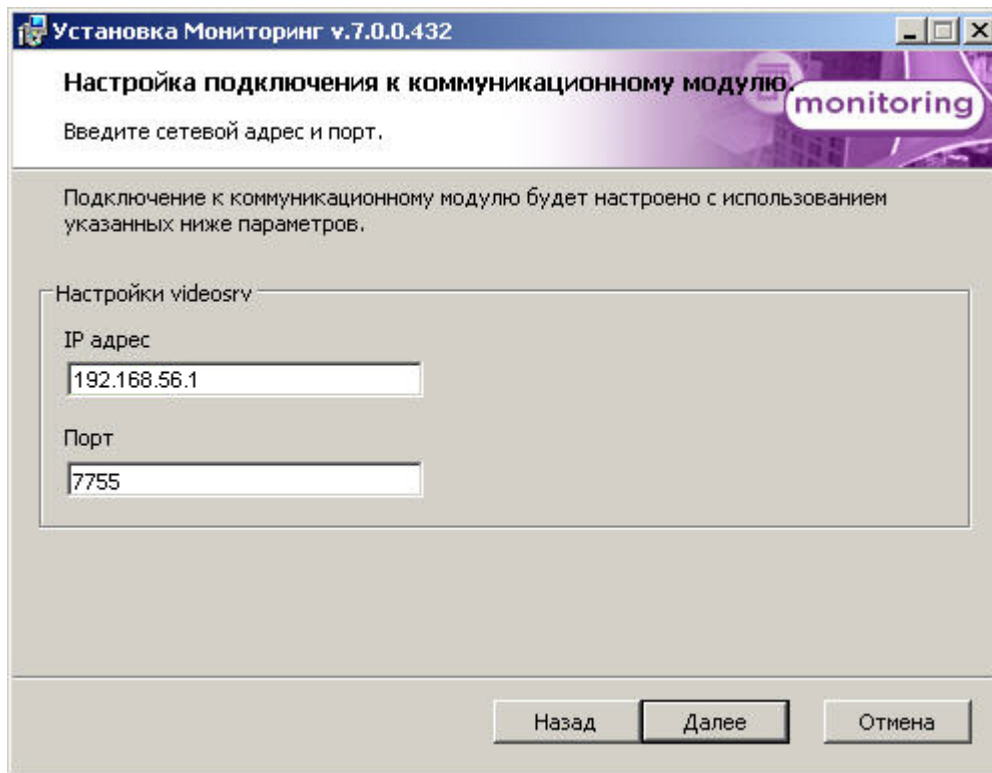 Установка Мониторинг v.7.0.0.432
Настройка подключения к коммуникационному модулю.
monitoring
Введите сетевой адрес и порт.
Подключение к коммуникационному модулю будет настроено с использованием
указанных ниже параметров.
Настройки videosrv
IP адрес
192.168.56.1
Порт
7755
Назад
Далее
Отмена